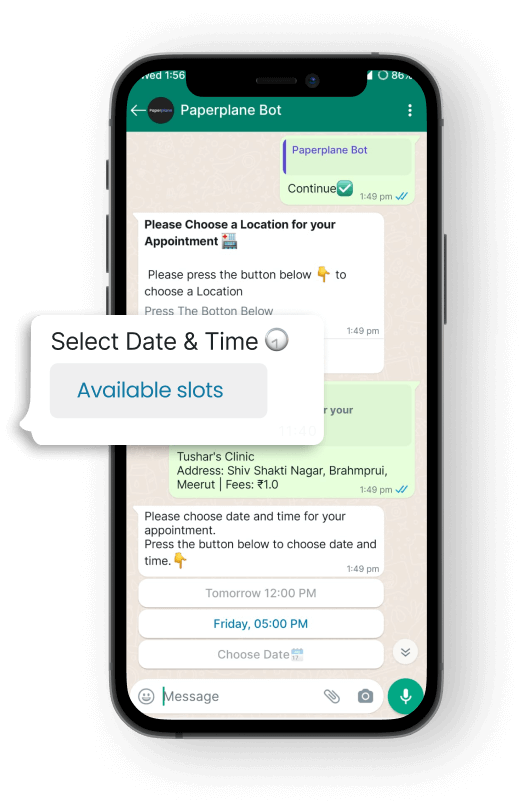 Wed 1:56
86%
Paperplane
Paperplane Bot
Paperplane Bot
Continue✅
1:49 pm
Please Choose a Location for your
Appointment 🏥
Please press the button below 👇 to
choose a Location
Press The Botton Below
1:49 pm
Select Date & Time 🕢
Available slots
r your
Tushar's Clinic
Address: Shiv Shakti Nagar, Brahmprui,
Meerut | Fees: ₹1.0
1:49 pm
Please choose date and time for your
appointment.
Press the button below to choose date and
time.👇
1:49 pm
Tomorrow 12:00 PM
Friday, 05:00 PM
Choose Date🗓️
Message